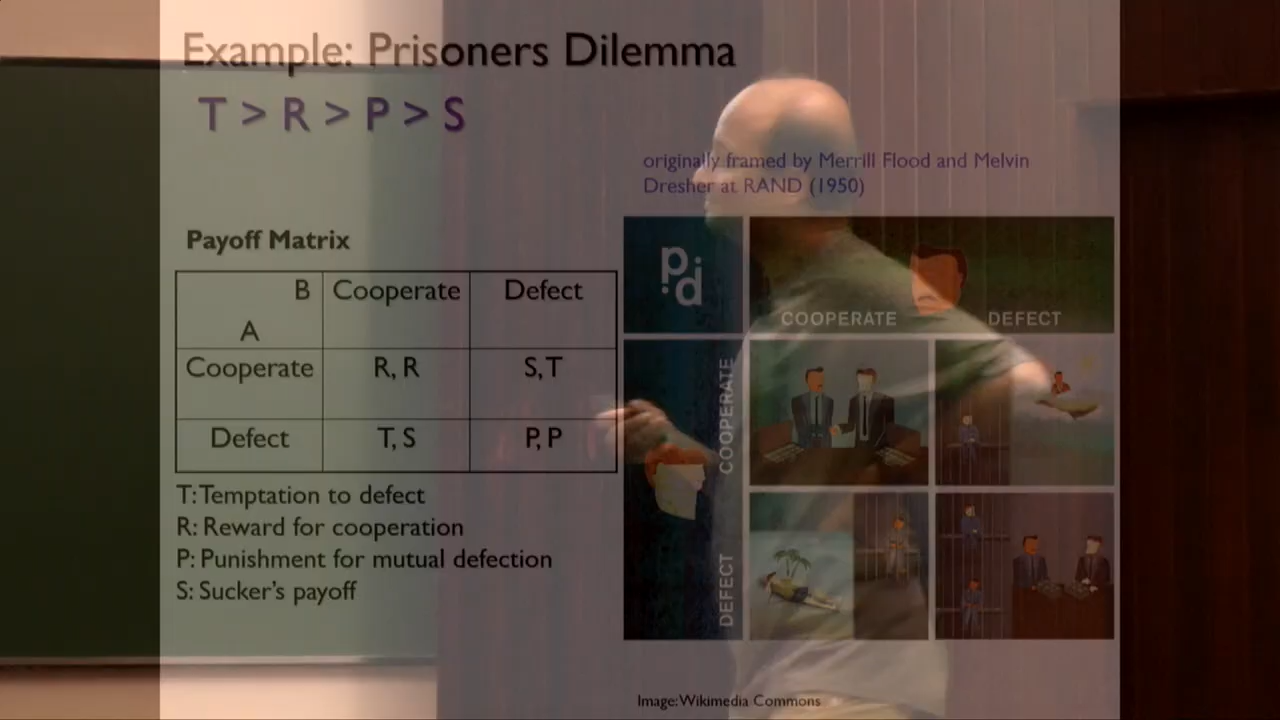 Example: Prisoners Dilemma
T > R > P > S
originally framed by Merrill Flood and Melvin
Dresher at RAND (1950)
Payoff Matrix
B Cooperate Defect
A
Cooperate R, R S, T
Defect T, S P, P
T: Temptation to defect
R: Reward for cooperation
P: Punishment for mutual defection
S: Sucker's payoff
pd
COOPERATE DEFECT
COOPERATE
DEFECT
Image: Wikimedia Commons